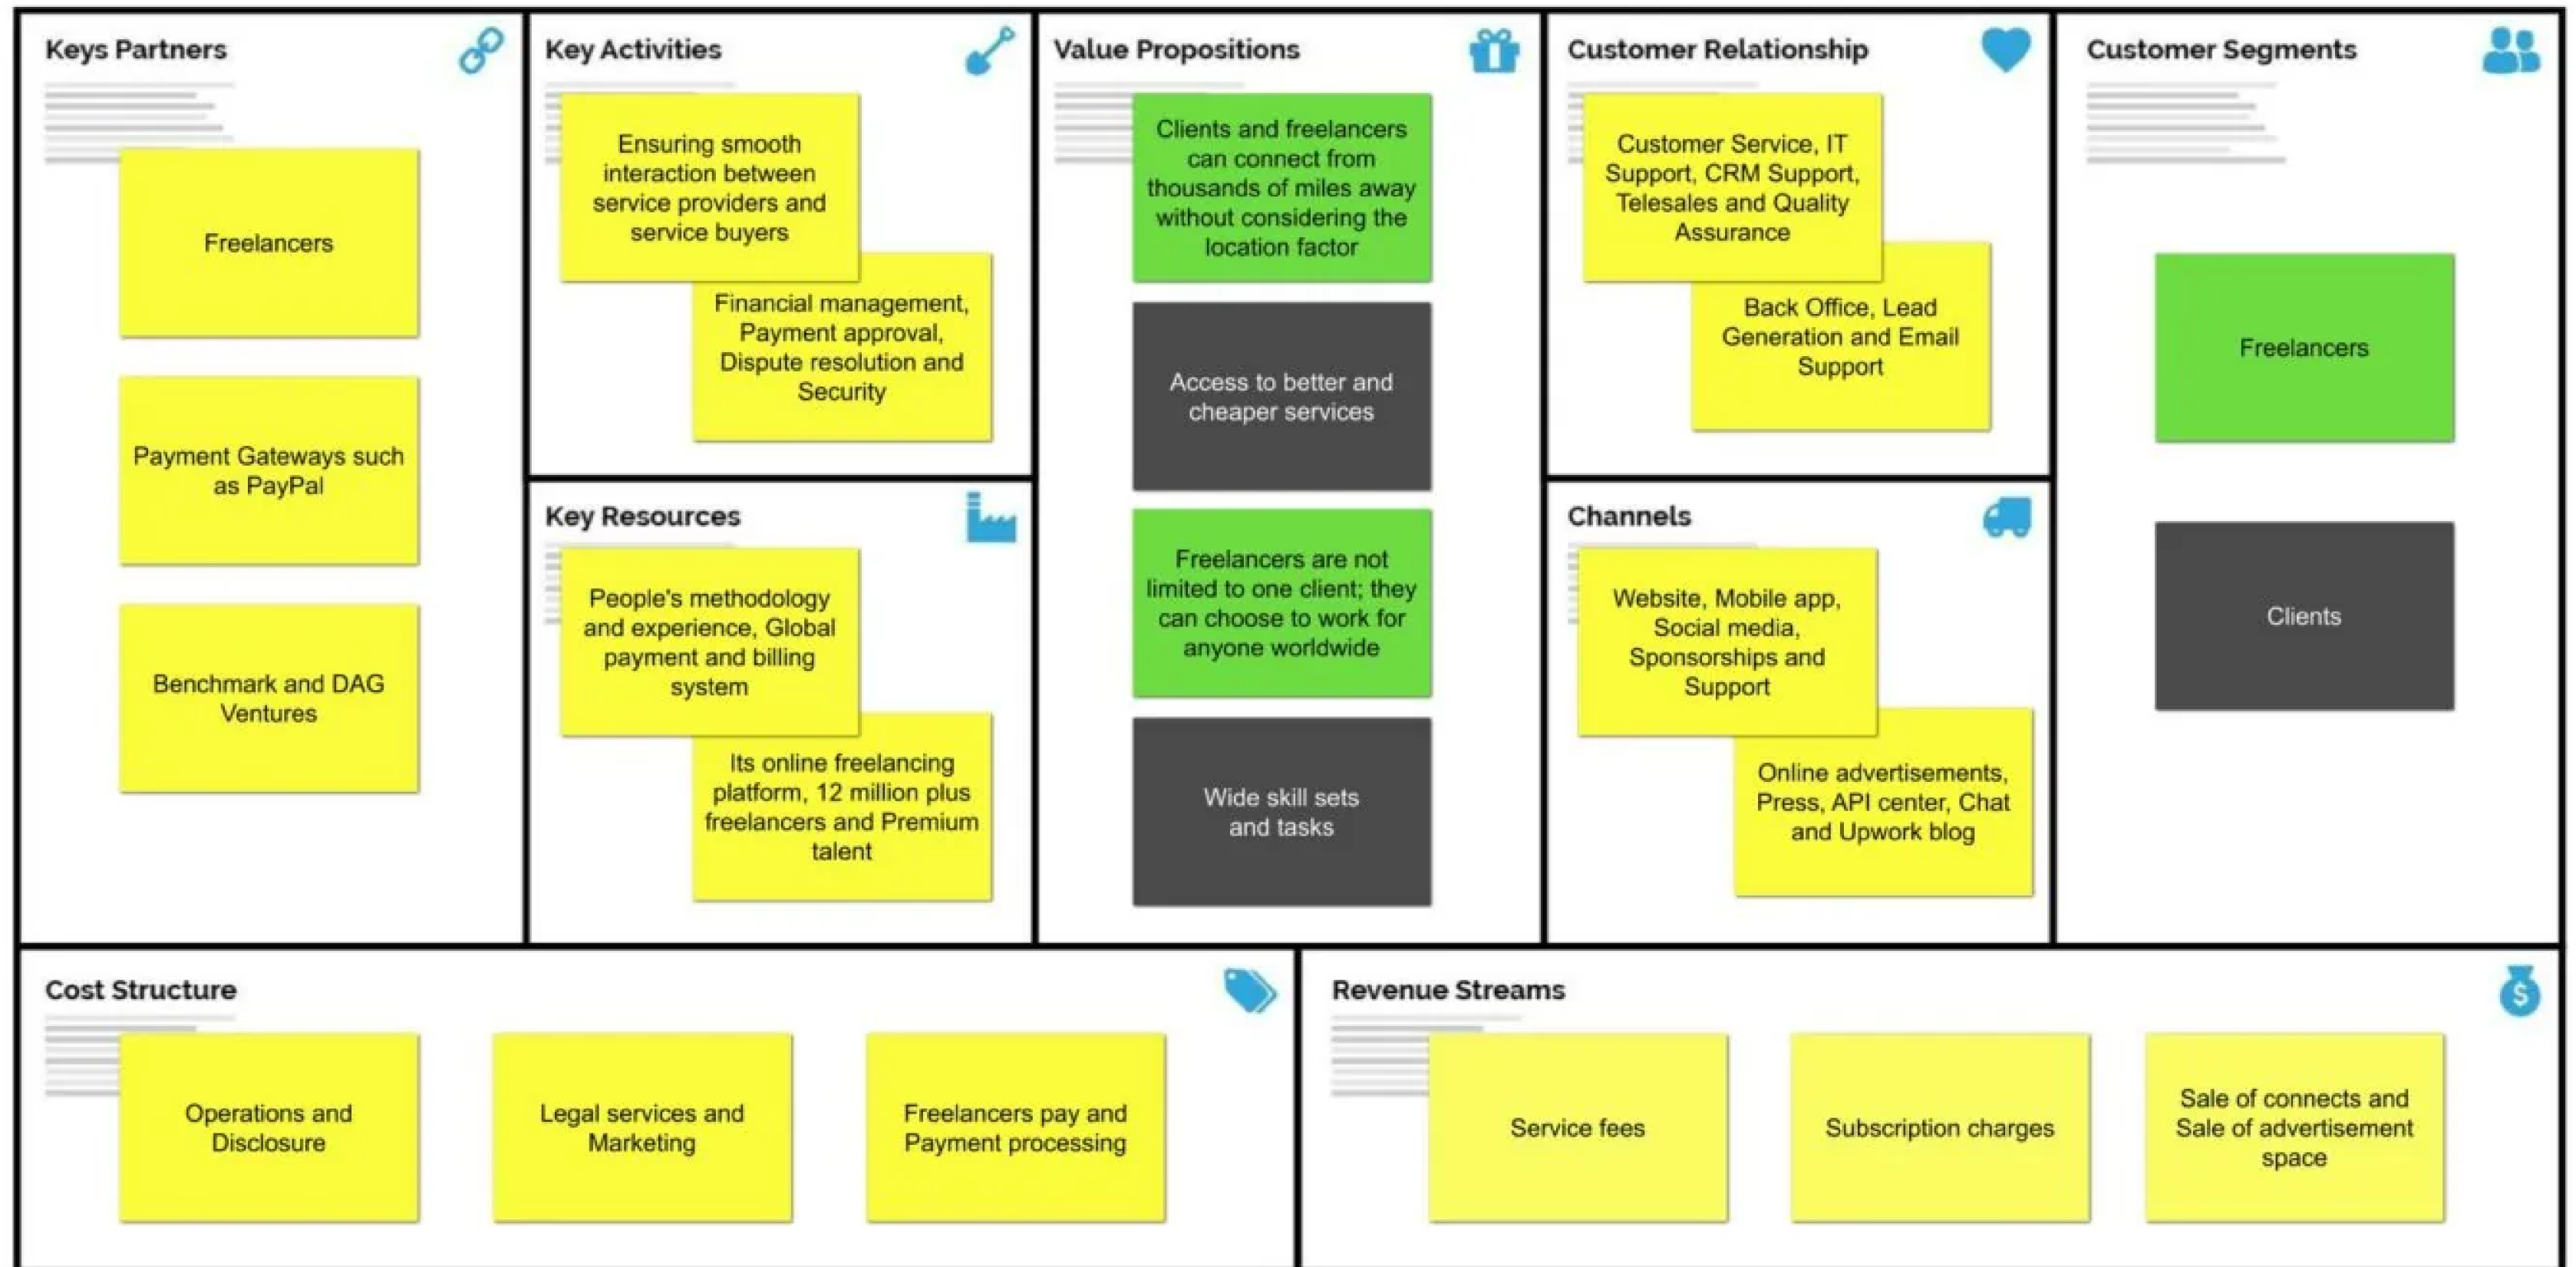 Keys Partners
Freelancers
Payment Gateways such
as PayPal
Benchmark and DAG
Ventures
Key Activities
Ensuring smooth
interaction between
service providers and
service buyers
Financial management,
Payment approval,
Dispute resolution and
Security
Key Resources
People's methodology
and experience, Global
payment and billing
system
Its online freelancing
platform, 12 million plus
freelancers and Premium
talent
Value Propositions
Clients and freelancers
can connect from
thousands of miles away
without considering the
location factor
Access to better and
cheaper services
Freelancers are not
limited to one client; they
can choose to work for
anyone worldwide
Wide skill sets
and tasks
Customer Relationship
Customer Service, IT
Support, CRM Support,
Telesales and Quality
Assurance
Back Office, Lead
Generation and Email
Support
Channels
Website, Mobile app,
Social media,
Sponsorships and
Support
Online advertisements,
Press, API center, Chat
and Upwork blog
Customer Segments
Freelancers
Clients
Cost Structure
Operations and
Disclosure
Legal services and
Marketing
Freelancers pay and
Payment processing
Revenue Streams
$
Service fees
Subscription charges
Sale of connects and
Sale of advertisement
space